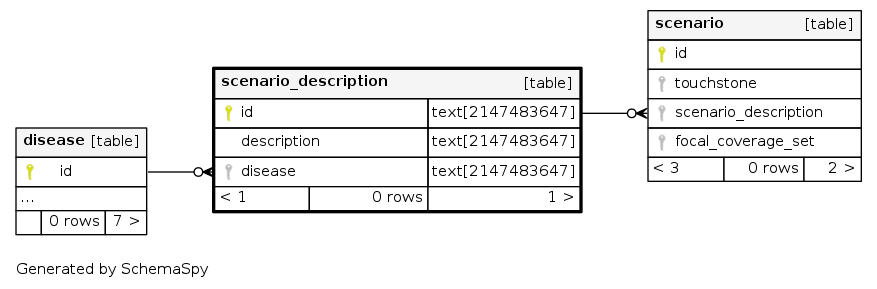 disease [table]
id
...
0 rows 7 >
scenario_description [table]
id text[2147483647]
description text[2147483647]
disease text[2147483647]
< 1 0 rows 1 >
scenario [table]
id
touchstone
scenario_description
focal_coverage_set
< 3 0 rows 2 >
Generated by SchemaSpy